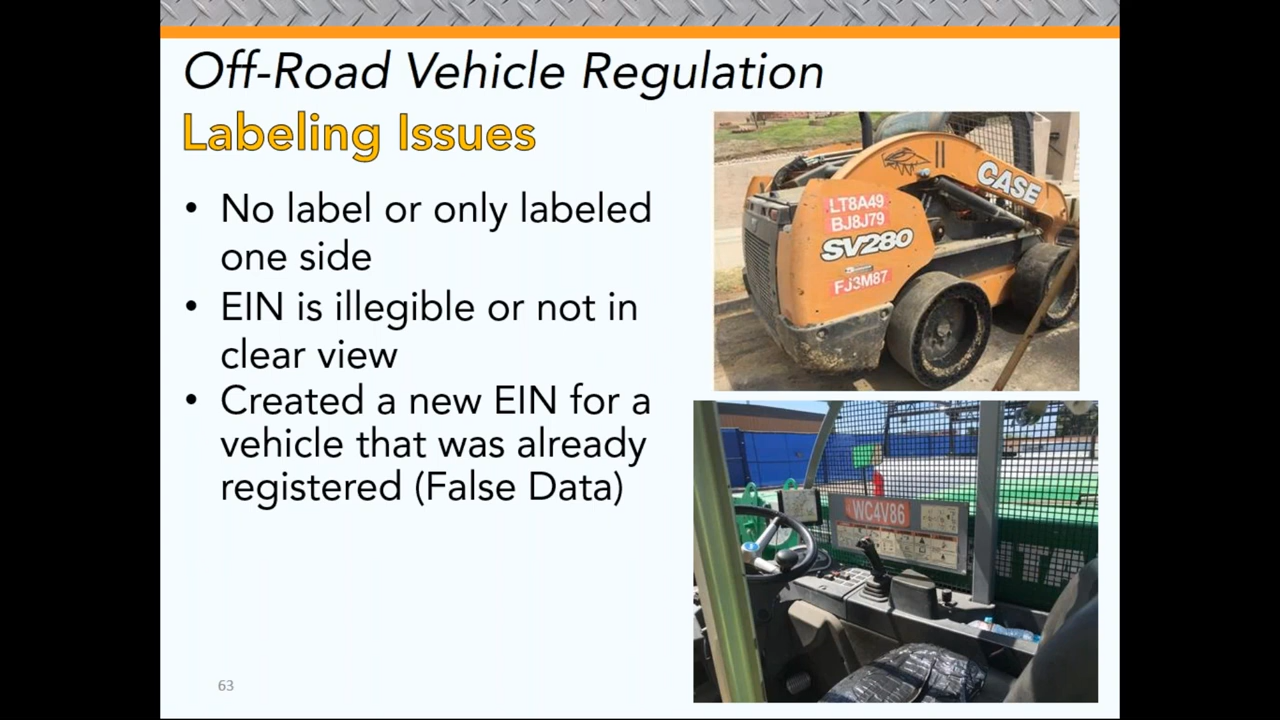 Off-Road Vehicle Regulation
Labeling Issues
• No label or only labeled
one side
• EIN is illegible or not in
clear view
• Created a new EIN for a
vehicle that was already
registered (False Data)
CASE
LT8A49
BJ8J79
SV280
FJ3M87
WC4V86
63